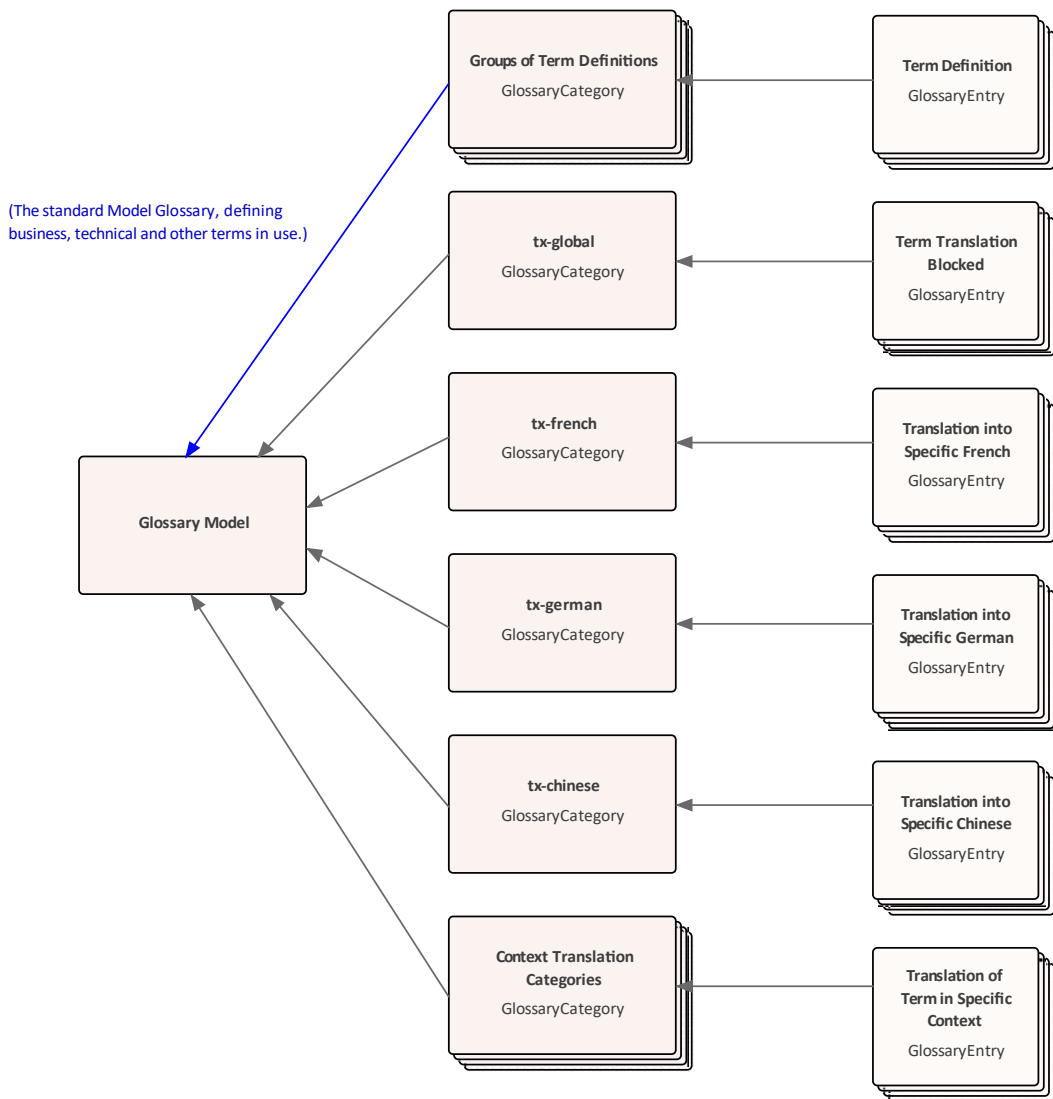 Groups of Term Definitions
GlossaryCategory
Term Definition
GlossaryEntry
(The standard Model Glossary, defining
business, technical and other terms in use.)
tx-global
GlossaryCategory
Term Translation
Blocked
GlossaryEntry
tx-french
GlossaryCategory
Translation into
Specific French
GlossaryEntry
Glossary Model
tx-german
GlossaryCategory
Translation into
Specific German
GlossaryEntry
tx-chinese
GlossaryCategory
Translation into
Specific Chinese
GlossaryEntry
Context Translation
Categories
GlossaryCategory
Translation of
Term in Specific
Context
GlossaryEntry